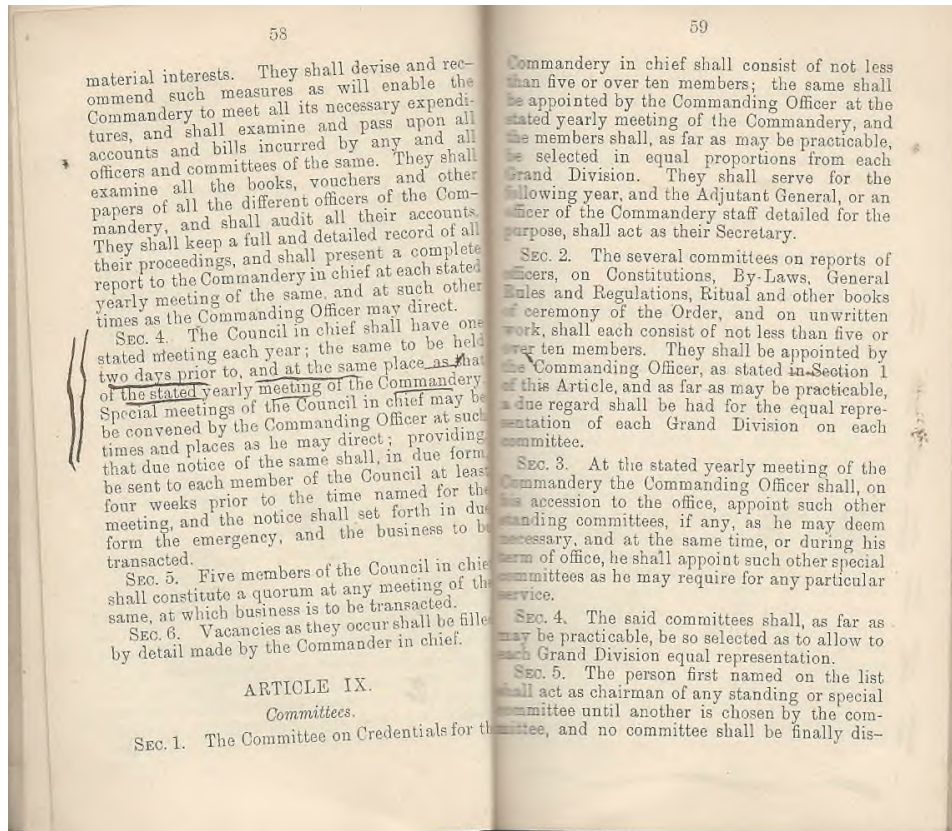 58
material interests. They shall devise and rec-
ommend such measures as will enable the
Commandery to meet all its necessary expendi-
tures, and shall examine and pass upon all
accounts and bills incurred by any and all
officers and committees of the same. They shall
examine all the books, vouchers and other
papers of all the different officers of the Com-
mandery, and shall audit all their accounts.
They shall keep a full and detailed record of all
their proceedings, and shall present a complete
report to the Commandery in chief at each stated
yearly meeting of the same, and at such other
times as the Commanding Officer may direct.
SEC. 4. The Council in chief shall have one
stated meeting each year; the same to be held
two days prior to, and at the same place as that
of the stated yearly meeting of the Commandery.
Special meetings of the Council in chief may be
be convened by the Commanding Officer at such
times and places as he may direct; providing
that due notice of the same shall, in due form,
be sent to each member of the Council at least
four weeks prior to the time named for the
meeting, and the notice shall set forth in due
form the emergency, and the business to be
transacted.
SEC. 5. Five members of the Council in chief
shall constitute a quorum at any meeting of the
same, at which business is to be transacted.
SEC. 6. Vacancies as they occur shall be filled
by detail made by the Commander in chief.
ARTICLE IX.
Committees.
SEC. 1. The Committee on Credentials for the
59
Commandery in chief shall consist of not less
than five or over ten members; the same shall
be appointed by the Commanding Officer at the
stated yearly meeting of the Commandery, and
the members shall, as far as may be practicable,
be selected in equal proportions from each
Grand Division. They shall serve for the
following year, and the Adjutant General, or an
officer of the Commandery staff detailed for the
purpose, shall act as their Secretary.
SEC. 2. The several committees on reports of
officers, on Constitutions, By-Laws, General
Rules and Regulations, Ritual and other books
of ceremony of the Order, and on unwritten
work, shall each consist of not less than five or
over ten members. They shall be appointed by
the Commanding Officer, as stated in Section 1
of this Article, and as far as may be practicable,
a due regard shall be had for the equal repre-
sentation of each Grand Division on each
committee.
SEC. 3. At the stated yearly meeting of the
Commandery the Commanding Officer shall, on
his accession to the office, appoint such other
standing committees, if any, as he may deem
necessary, and at the same time, or during his
term of office, he shall appoint such other special
committees as he may require for any particular
service.
SEC. 4. The said committees shall, as far as
may be practicable, be so selected as to allow to
each Grand Division equal representation.
SEC. 5. The person first named on the list
shall act as chairman of any standing or special
committee until another is chosen by the com-
mittee, and no committee shall be finally dis-